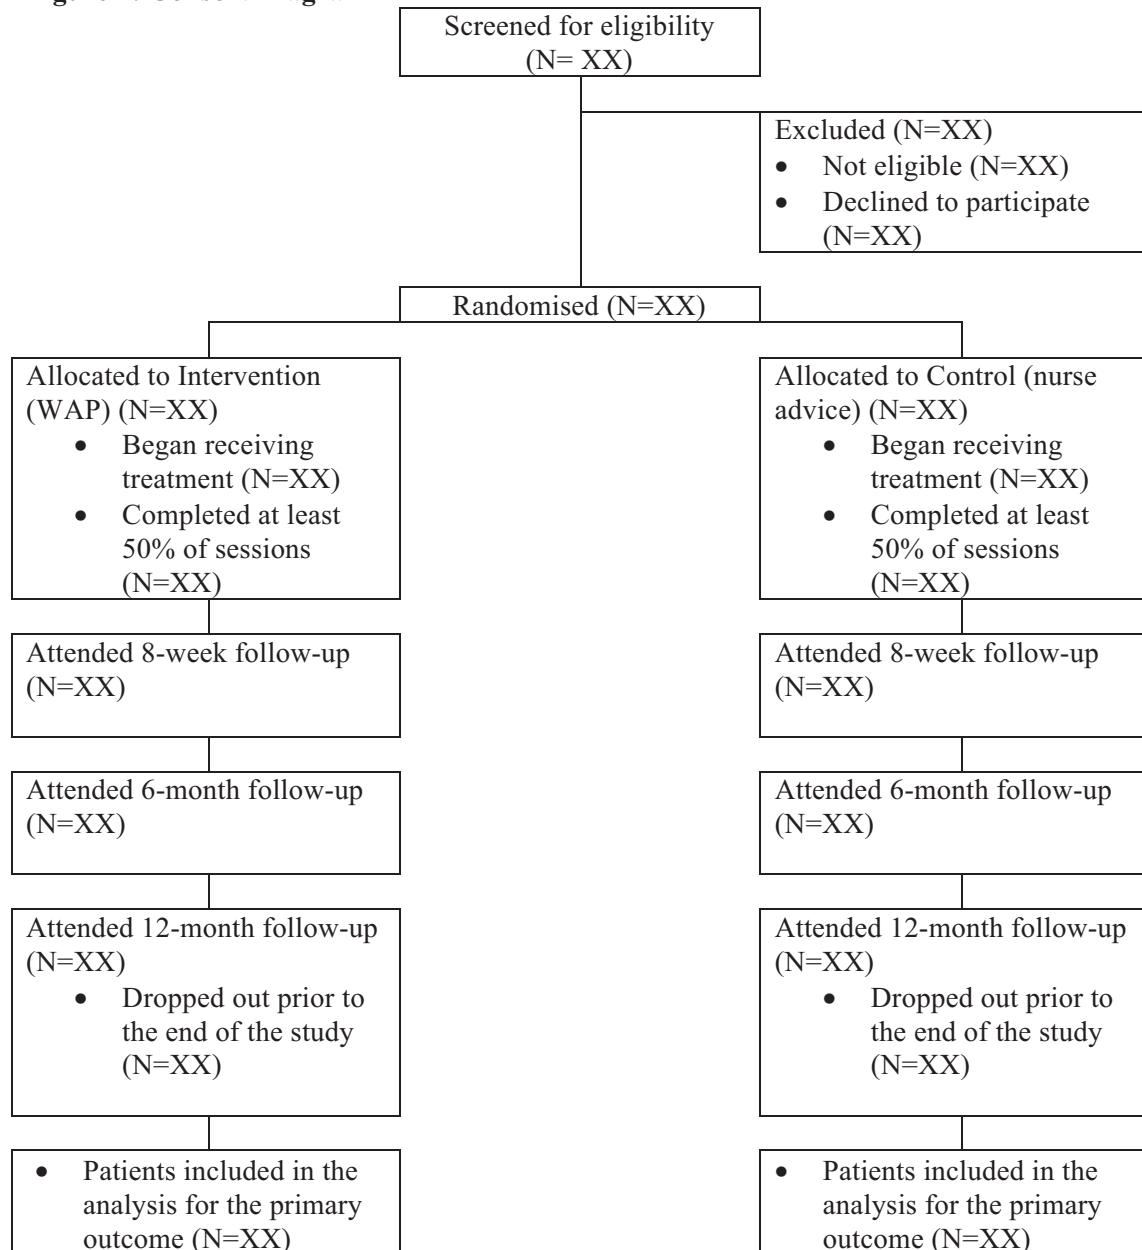 Screened for eligibility
(N= XX)
Excluded (N=XX)
• Not eligible (N=XX)
• Declined to participate
(N=XX)
Randomised (N=XX)
Allocated to Intervention
(WAP) (N=XX)
• Began receiving
treatment (N=XX)
• Completed at least
50% of sessions
(N=XX)
Allocated to Control (nurse
advice) (N=XX)
• Began receiving
treatment (N=XX)
• Completed at least
50% of sessions
(N=XX)
Attended 8-week follow-up
(N=XX)
Attended 8-week follow-up
(N=XX)
Attended 6-month follow-up
(N=XX)
Attended 6-month follow-up
(N=XX)
Attended 12-month follow-up
(N=XX)
• Dropped out prior to
the end of the study
(N=XX)
Attended 12-month follow-up
(N=XX)
• Dropped out prior to
the end of the study
(N=XX)
• Patients included in the
analysis for the primary
outcome (N=XX)
• Patients included in the
analysis for the primary
outcome (N=XX)